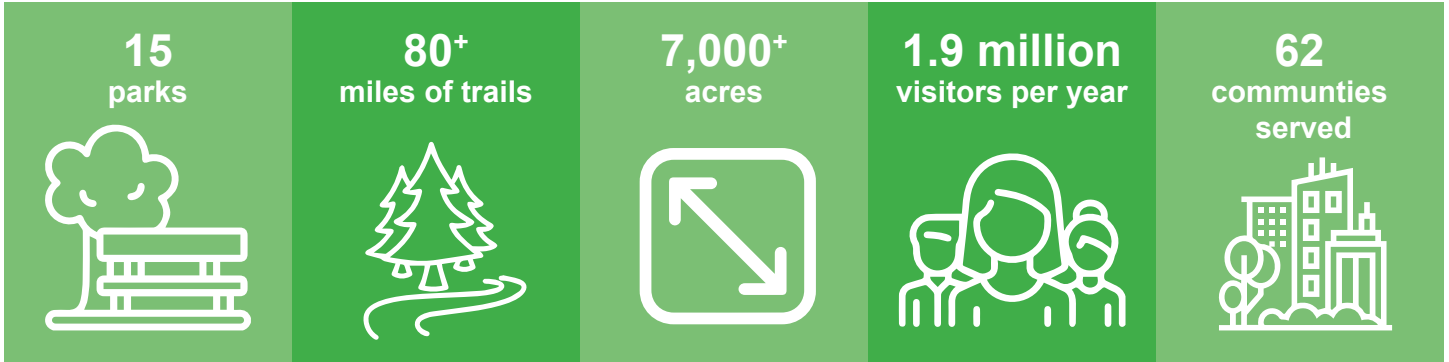 15
parks
80+
miles of trails
7,000+
acres
1.9 million
visitors per year
62
communties
served